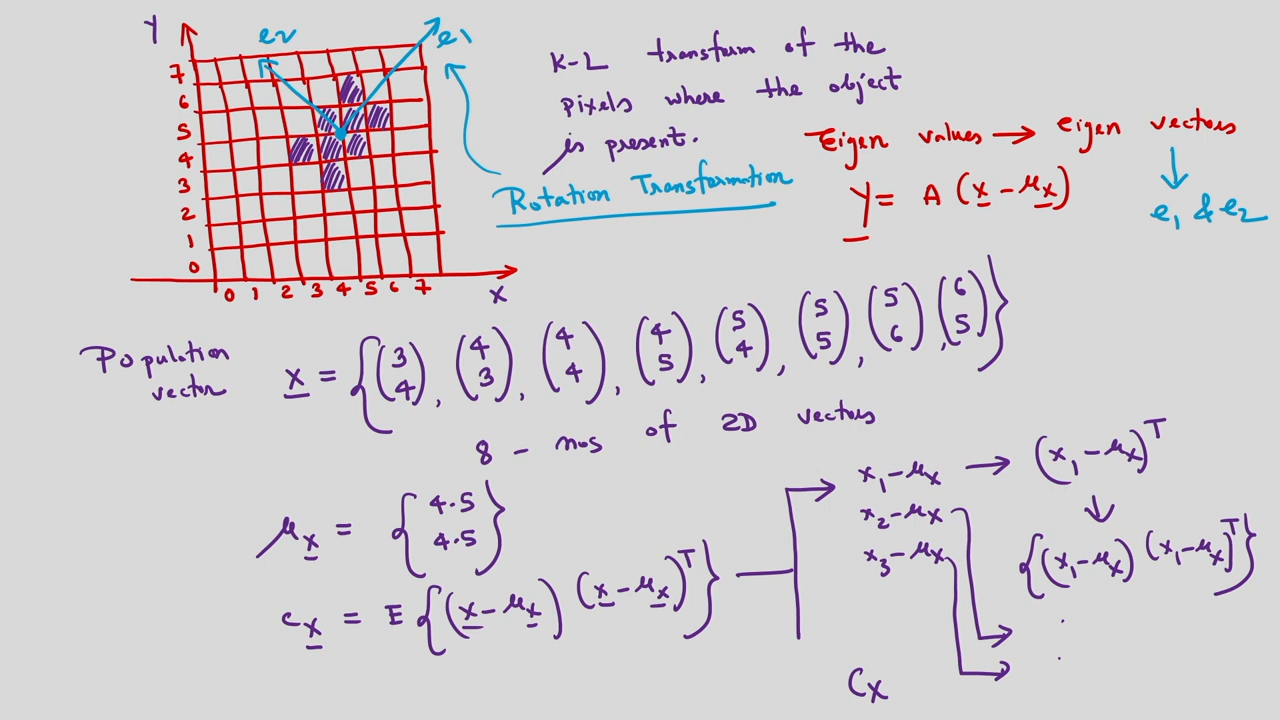 Y
e2
e1
7
6
5
4
3
2
1
0
0 1 2 3 4 5 6 7
X
K-L transform of the
pixels where the object
is present.
Rotation Transformation
Eigen values → eigen vectors
Y = A (x - μx)
e1 & e2
Population
vector
x = {(3 4), (4 3), (4 4), (4 5), (5 4), (5 5), (5 6), (6 5)}
8 - nos of 2D vectors
μx = {4.5 4.5}
Cx = E{(x - μx) (x - μx)^T}
x1 - μx → (x1 - μx)^T
x2 - μx
x3 - μx
{(x1 - μx) (x1 - μx)^T}
Cx